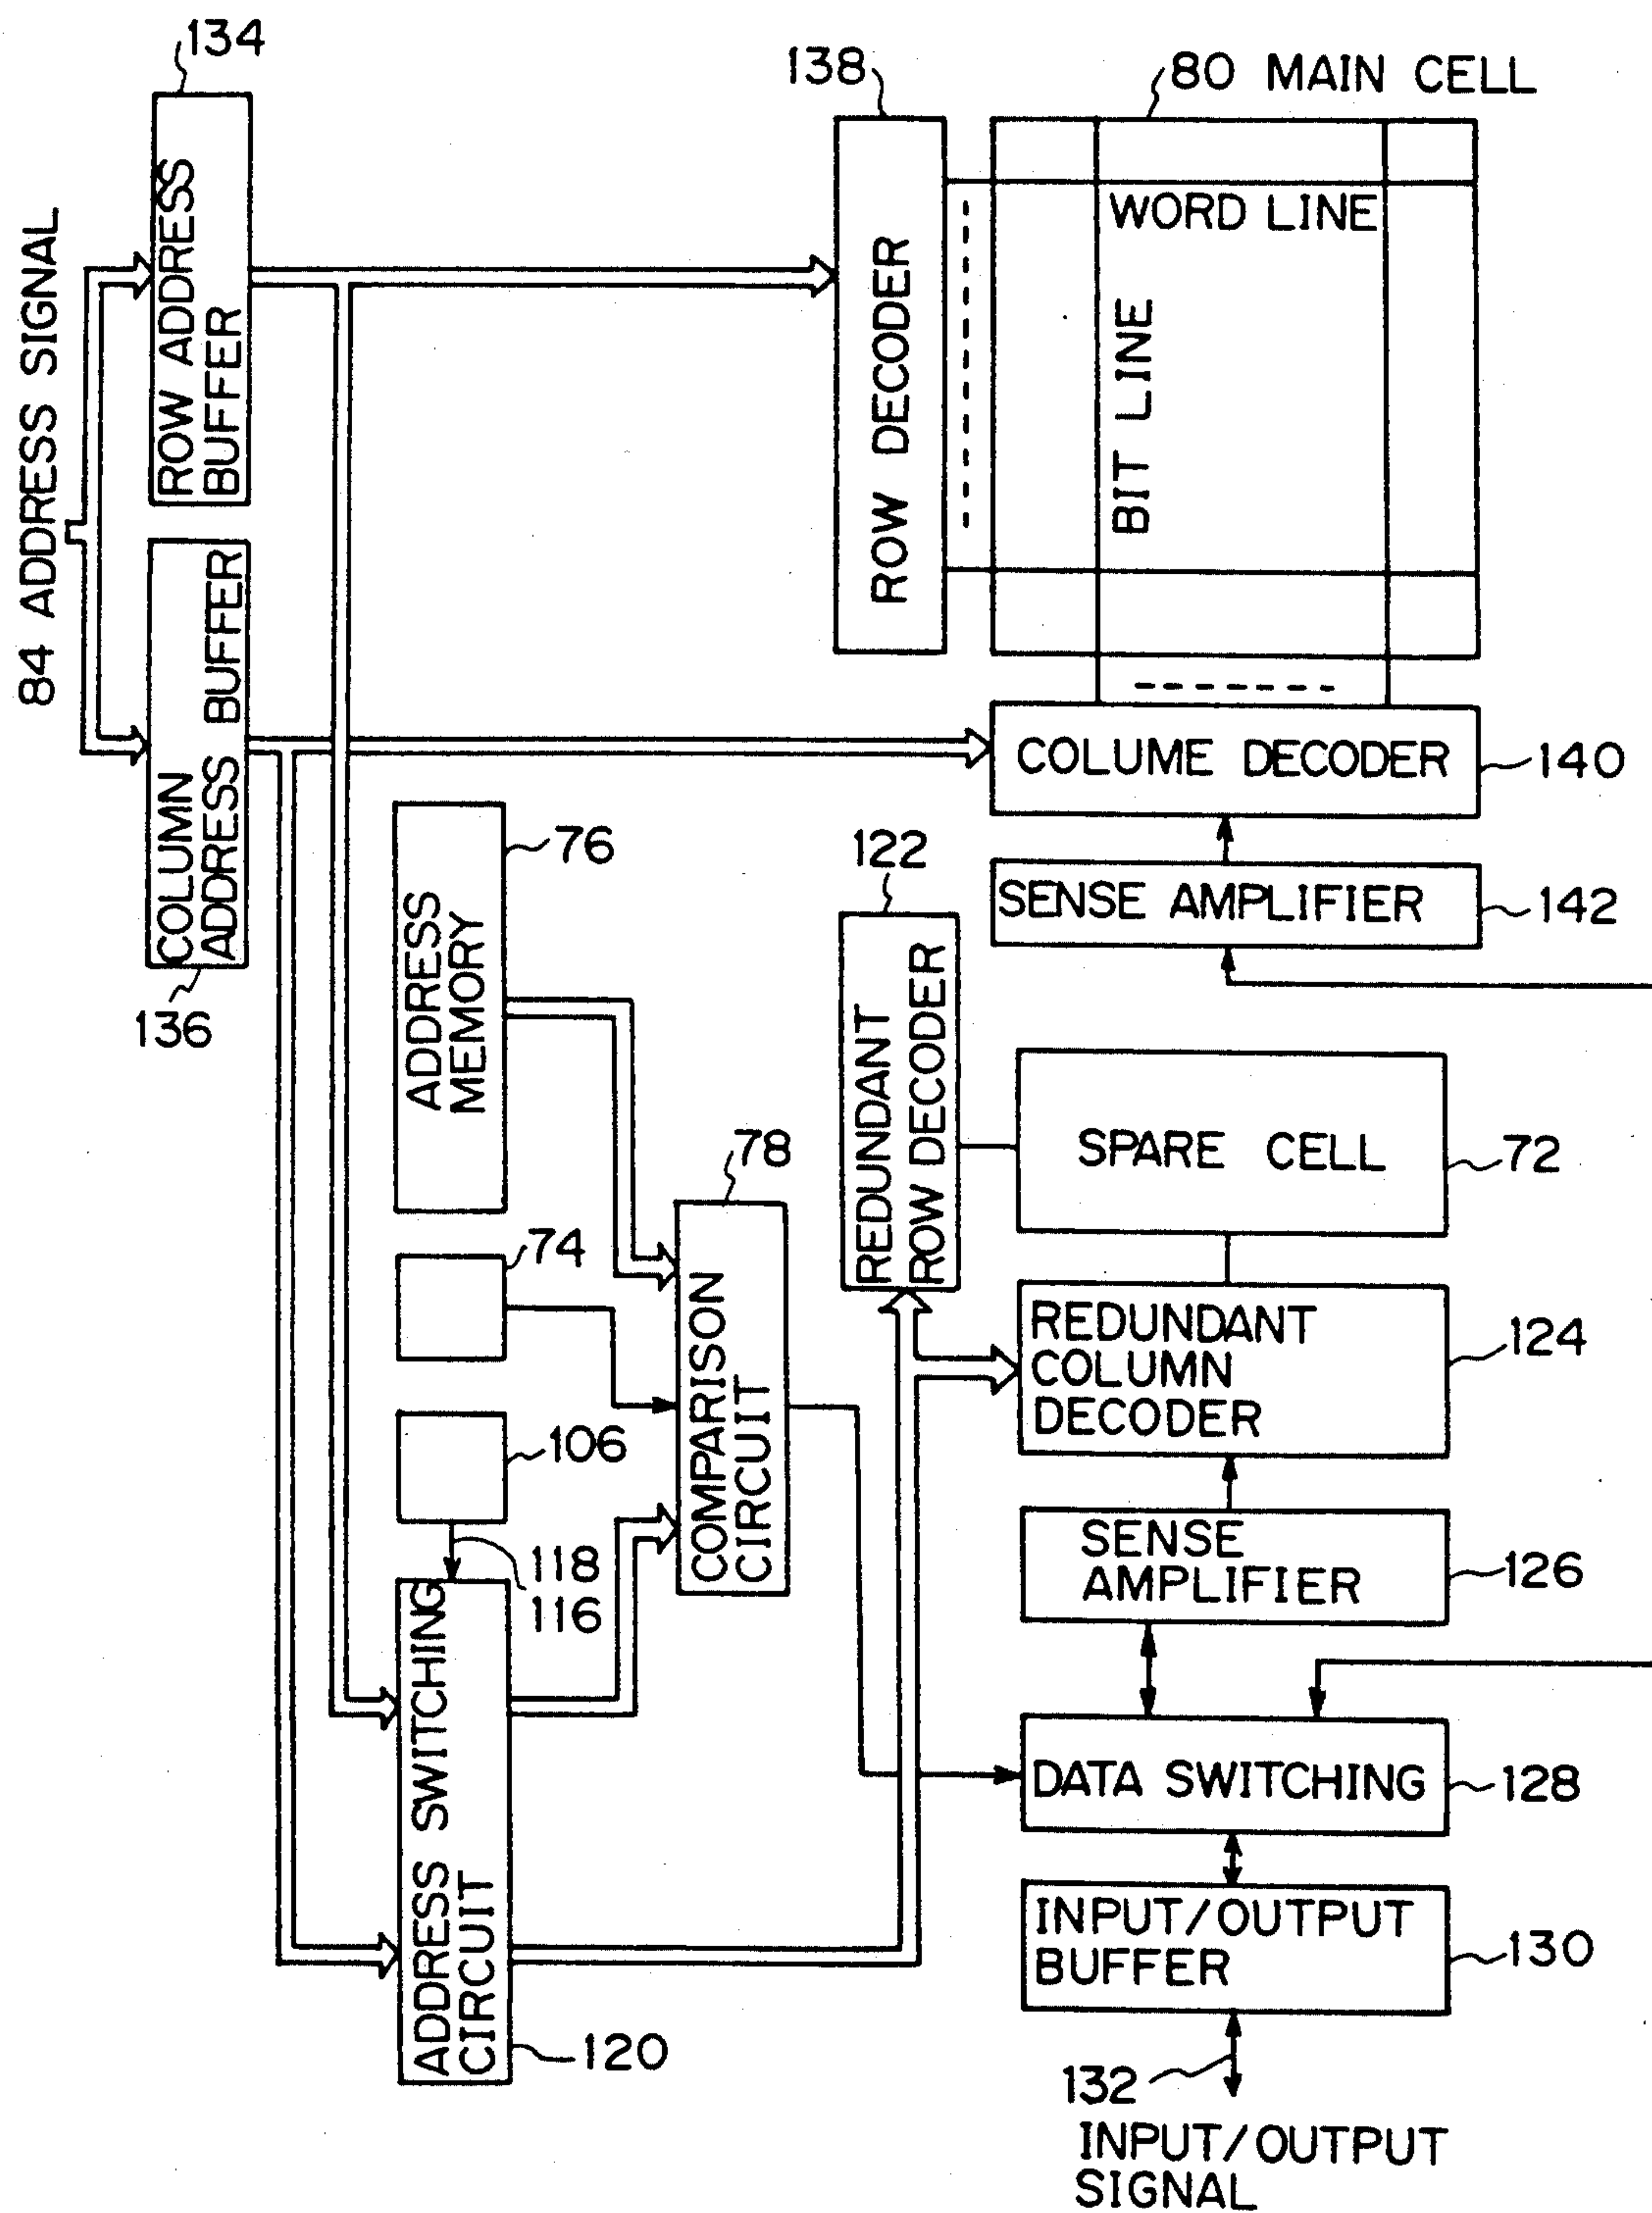 134
138
80 MAIN CELL
84 ADDRESS SIGNAL
ROW ADDRESS
BUFFER
ROW DECODER
WORD LINE
BIT LINE
COLUMN
ADDRESS BUFFER
136
COLUME DECODER
140
76
ADDRESS
MEMORY
122
SENSE AMPLIFIER
142
REDUNDANT
ROW DECODER
SPARE CELL
72
78
74
COMPARISON
CIRCUIT
REDUNDANT
COLUMN
DECODER
124
106
118
116
SENSE
AMPLIFIER
126
ADDRESS SWITCHING
CIRCUIT
DATA SWITCHING
128
INPUT/OUTPUT
BUFFER
130
120
132
INPUT/OUTPUT
SIGNAL